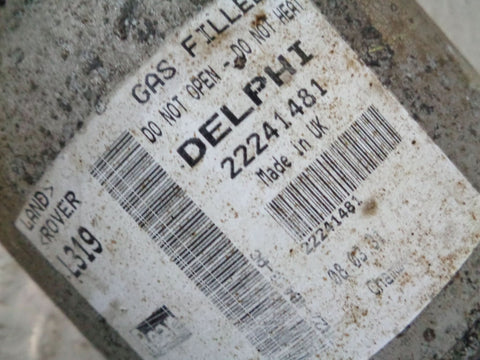 GAS FILLED
DO NOT OPEN - DO NOT HEAT
DELPHI
22241481
Made in UK
22241481
LAND>
<ROVER
L319